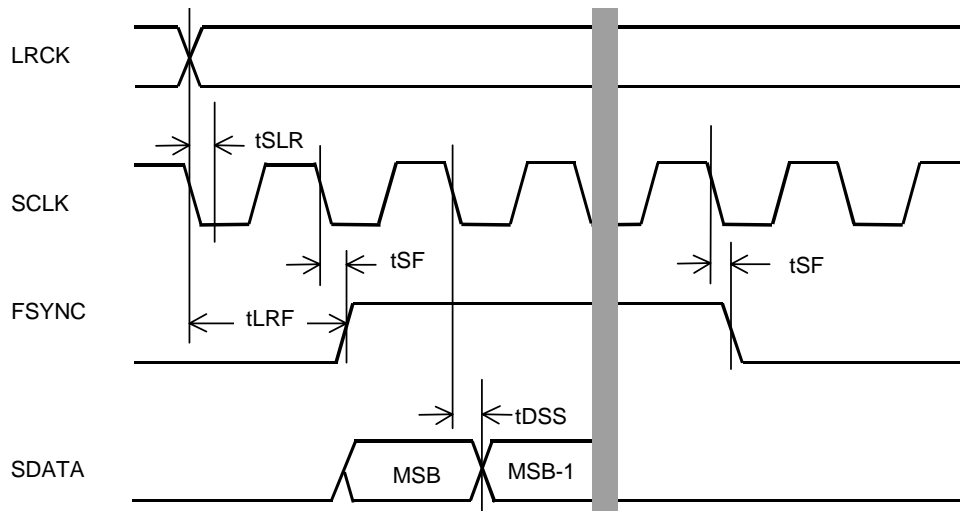 LRCK
tSLR
SCLK
tSF
tSF
FSYNC
tLRF
tDSS
SDATA
MSB
MSB-1